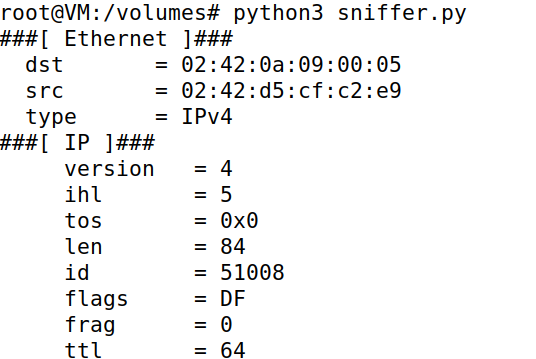 root@VM:/volumes# python3 sniffer.py
###[ Ethernet ]###
  dst       = 02:42:0a:09:00:05
  src       = 02:42:d5:cf:c2:e9
  type      = IPv4
###[ IP ]###
     version   = 4
     ihl       = 5
     tos       = 0x0
     len       = 84
     id        = 51008
     flags     = DF
     frag      = 0
     ttl       = 64